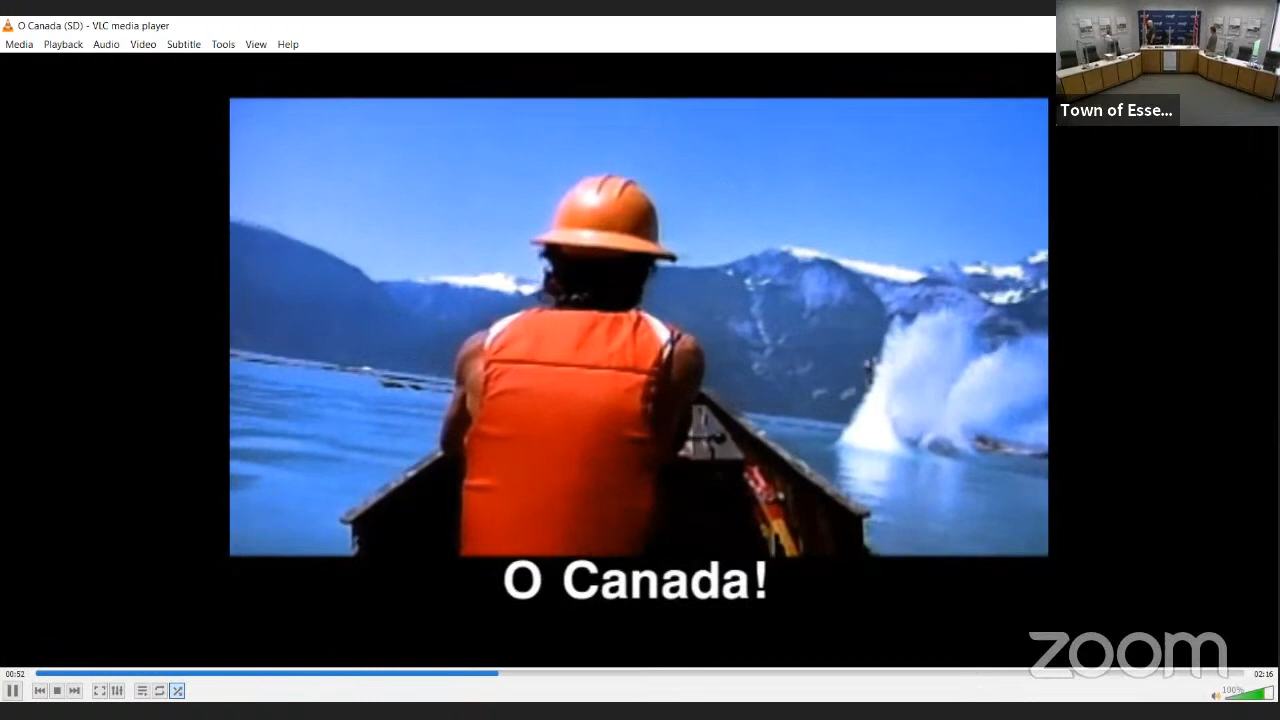 O Canada (SD) - VLC media player
Media Playback Audio Video Subtitle Tools View Help
Town of Esse...
O Canada!
zoom
00:52
02:16
100%